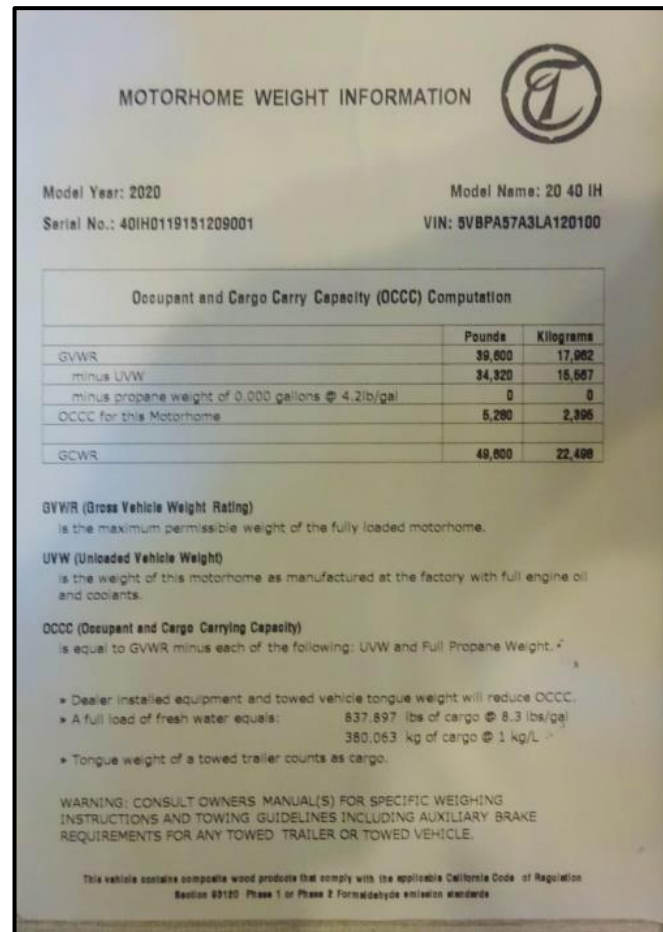 MOTORHOME WEIGHT INFORMATION
Model Year: 2020 Model Name: 20 40 IH
Serial No.: 40IH0119151209001 VIN: 5VBPA57A3LA120100
Occupant and Cargo Carry Capacity (OCCC) Computation
Pounds Kilograms
GVWR 39,600 17,962
minus UVW 34,320 15,567
minus propane weight of 0.000 gallons @ 4.2lb/gal 0 0
OCCC for this Motorhome 5,280 2,395
GCWR 49,600 22,498
GVWR (Gross Vehicle Weight Rating)
is the maximum permissible weight of the fully loaded motorhome.
UVW (Unloaded Vehicle Weight)
is the weight of this motorhome as manufactured at the factory with full engine oil
and coolants.
OCCC (Occupant and Cargo Carrying Capacity)
is equal to GVWR minus each of the following: UVW and Full Propane Weight.
» Dealer installed equipment and towed vehicle tongue weight will reduce OCCC.
» A full load of fresh water equals: 837.897 lbs of cargo @ 8.3 lbs/gal
380.063 kg of cargo @ 1 kg/L
» Tongue weight of a towed trailer counts as cargo.
WARNING: CONSULT OWNERS MANUAL(S) FOR SPECIFIC WEIGHING
INSTRUCTIONS AND TOWING GUIDELINES INCLUDING AUXILIARY BRAKE
REQUIREMENTS FOR ANY TOWED TRAILER OR TOWED VEHICLE.
This vehicle contains composite wood products that comply with the applicable California Code of Regulation
Section 93120 Phase 1 or Phase 2 Formaldehyde emission standards